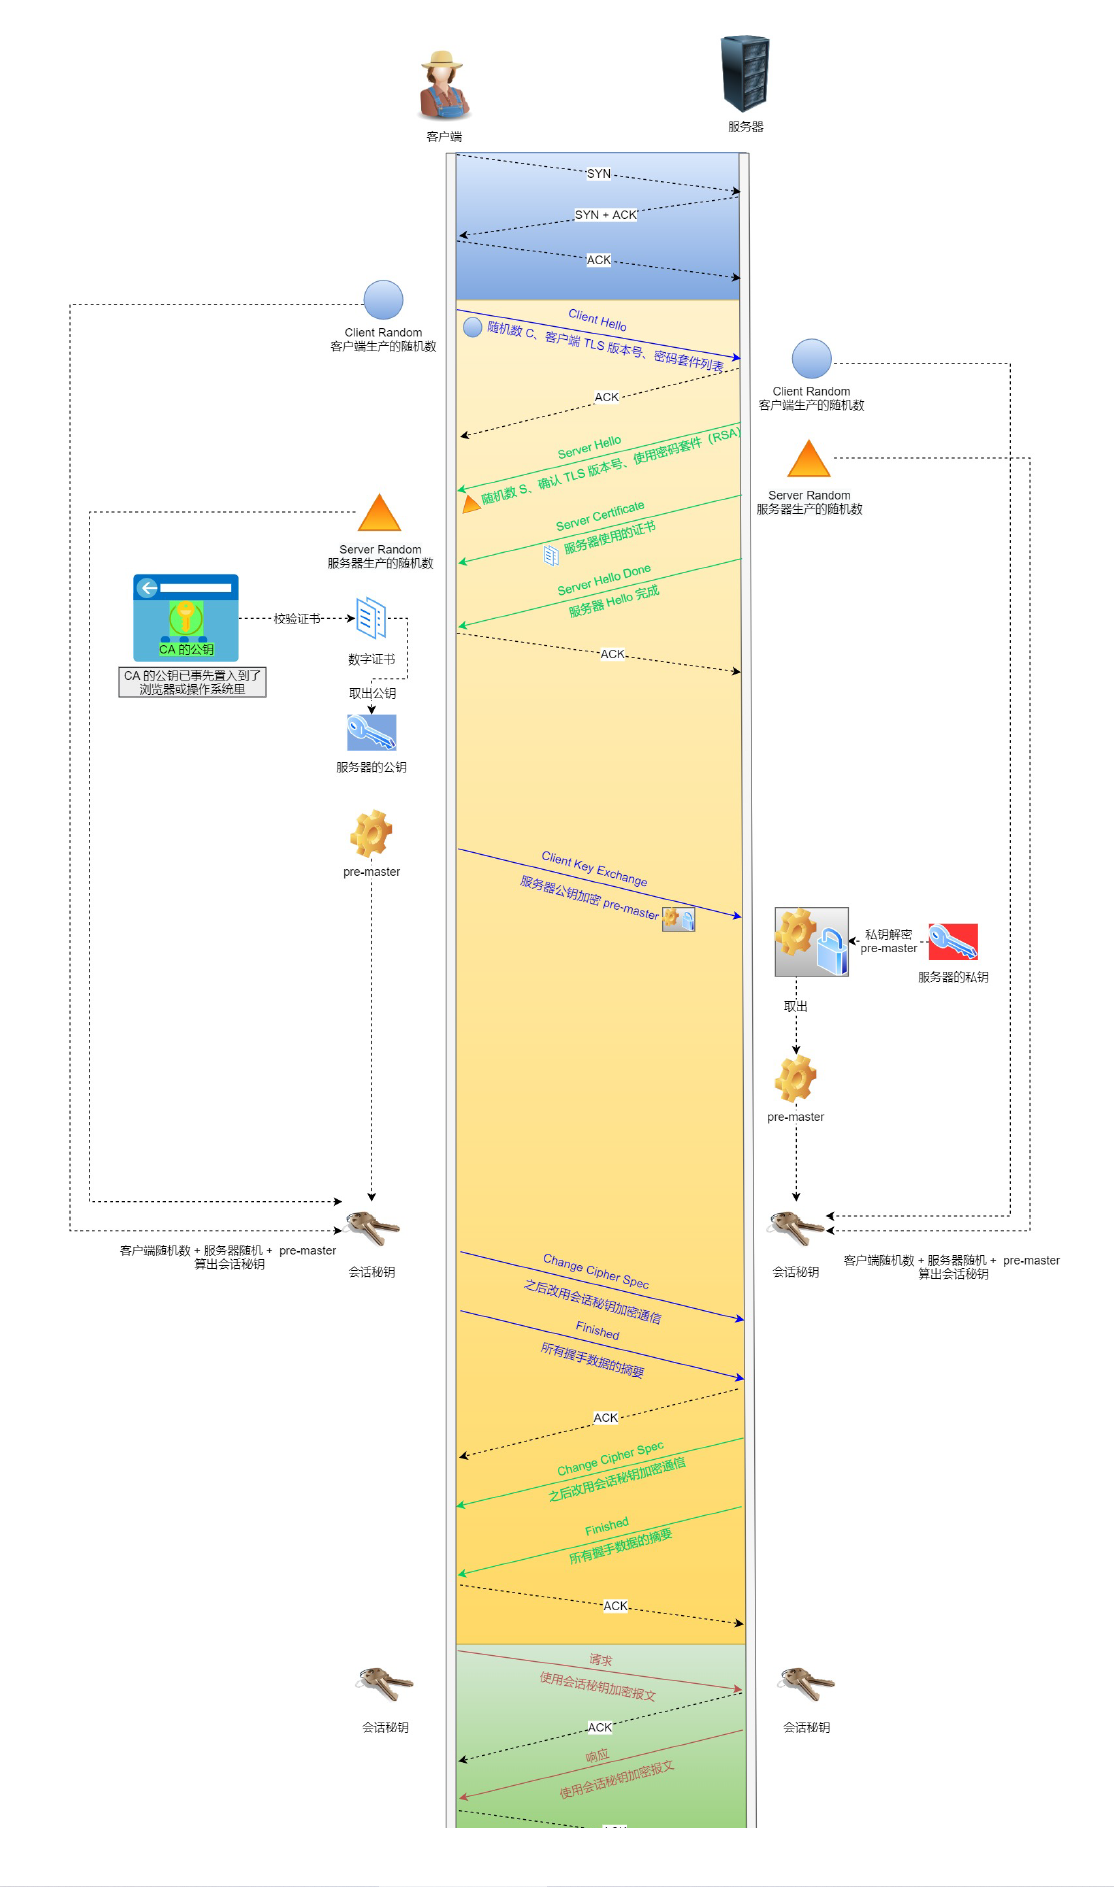 客户端
服务器
SYN
SYN + ACK
ACK
Client Random
客户端生产的随机数
Client Hello
随机数 C、客户端 TLS 版本号、密码套件列表
Client Random
客户端生产的随机数
ACK
Server Hello
随机数 S、确认 TLS 版本号、使用密码套件（RSA）
Server Random
服务器生产的随机数
Server Certificate
服务器使用的证书
Server Random
服务器生产的随机数
Server Hello Done
服务器 Hello 完成
CA 的公钥
校验证书
数字证书
ACK
CA 的公钥已事先置入到了
浏览器或操作系统里
取出公钥
服务器的公钥
pre-master
Client Key Exchange
服务器公钥加密 pre-master
私钥解密
pre-master
服务器的私钥
取出
pre-master
客户端随机数 + 服务器随机 + pre-master
算出会话秘钥
会话秘钥
会话秘钥
客户端随机数 + 服务器随机 + pre-master
算出会话秘钥
Change Cipher Spec
之后改用会话秘钥加密通信
Finished
所有握手数据的摘要
ACK
Change Cipher Spec
之后改用会话秘钥加密通信
Finished
所有握手数据的摘要
ACK
请求
使用会话秘钥加密报文
会话秘钥
会话秘钥
ACK
响应
使用会话秘钥加密报文